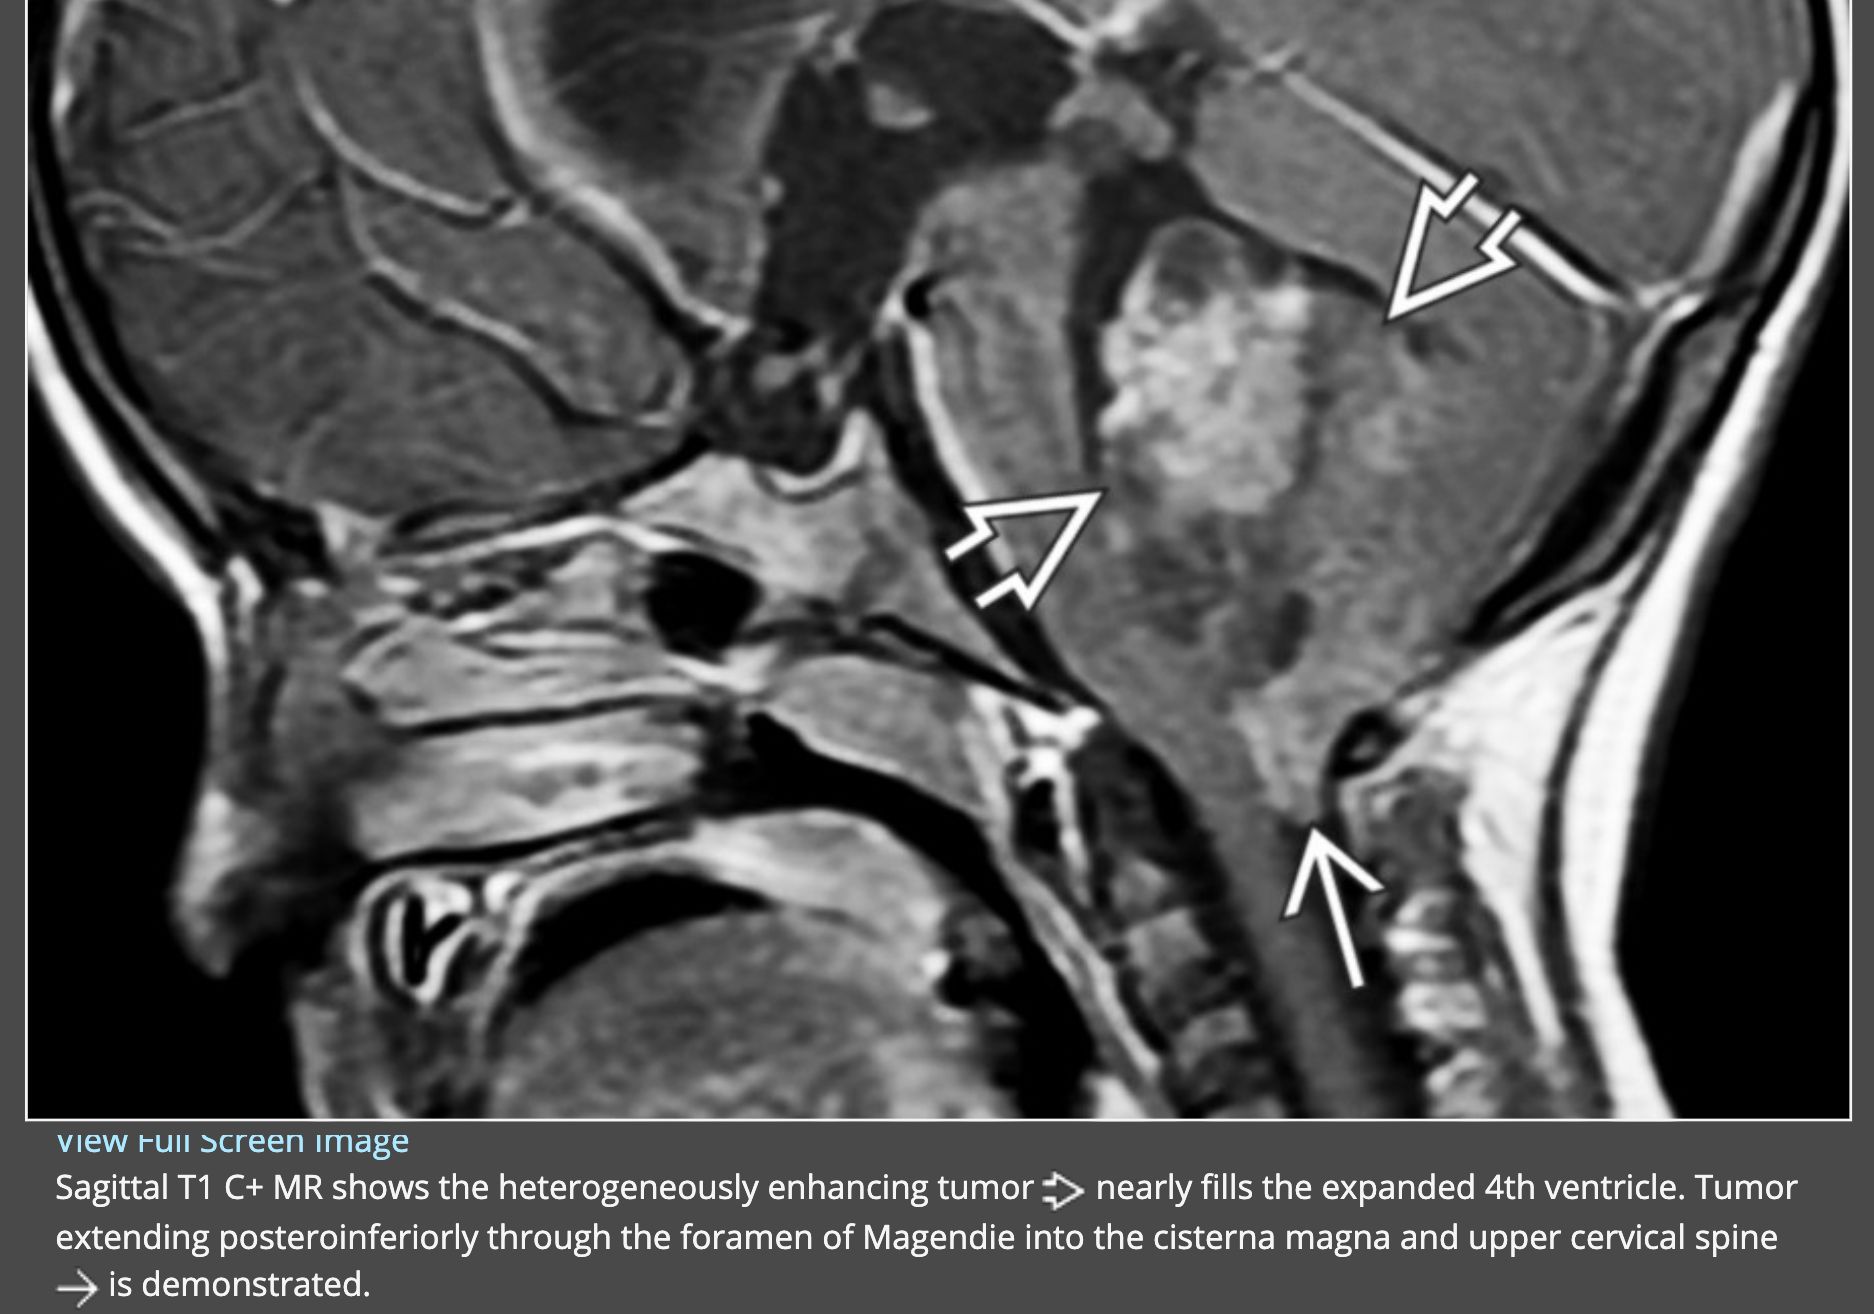 View Full Screen Image
Sagittal T1 C+ MR shows the heterogeneously enhancing tumor nearly fills the expanded 4th ventricle. Tumor
extending posteroinferiorly through the foramen of Magendie into the cisterna magna and upper cervical spine
is demonstrated.